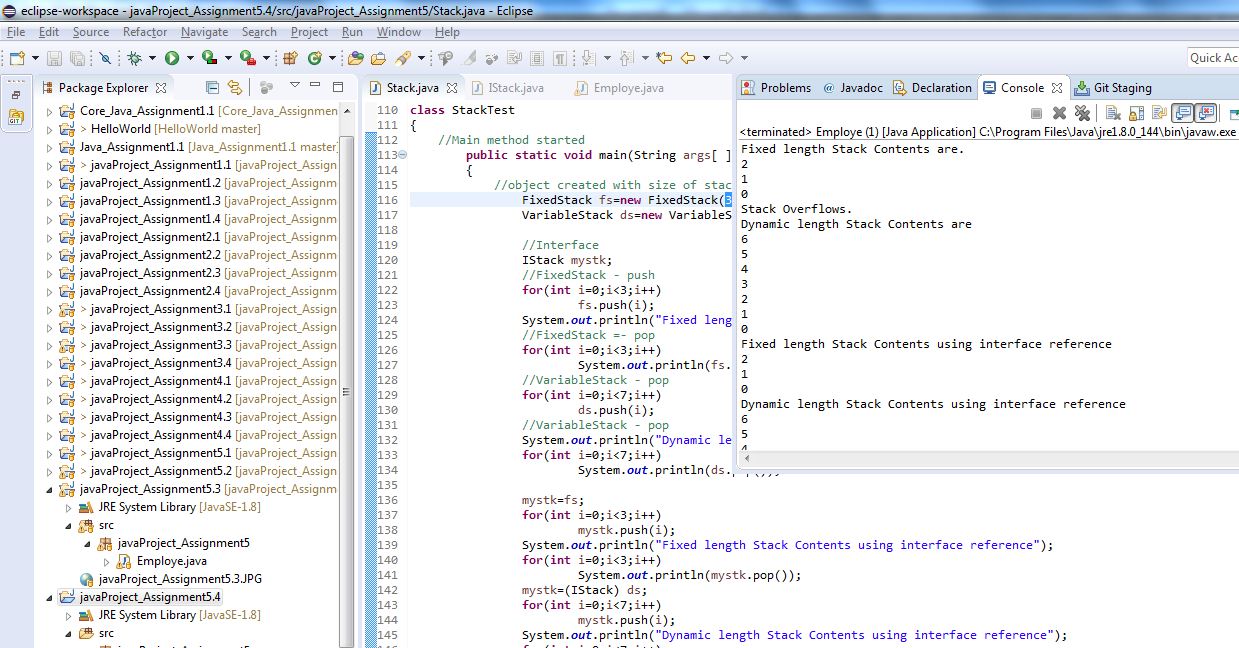 eclipse-workspace - javaProject_Assignment5.4/src/javaProject_Assignment5/Stack.java - Eclipse
File Edit Source Refactor Navigate Search Project Run Window Help
Quick Ac
Package Explorer
Core_Java_Assignment1.1 [Core_Java_Assignment
> HelloWorld [HelloWorld master]
Java_Assignment1.1 [Java_Assignment1.1 master
> javaProject_Assignment1.1 [javaProject_Assign
javaProject_Assignment1.2 [javaProject_Assignm
javaProject_Assignment1.3 [javaProject_Assignm
javaProject_Assignment1.4 [javaProject_Assignm
javaProject_Assignment2.1 [javaProject_Assignm
javaProject_Assignment2.2 [javaProject_Assignm
javaProject_Assignment2.3 [javaProject_Assignm
javaProject_Assignment2.4 [javaProject_Assignm
> javaProject_Assignment3.1 [javaProject_Assign
> javaProject_Assignment3.2 [javaProject_Assign
> javaProject_Assignment3.3 [javaProject_Assign
> javaProject_Assignment3.4 [javaProject_Assign
> javaProject_Assignment4.1 [javaProject_Assign
> javaProject_Assignment4.2 [javaProject_Assign
> javaProject_Assignment4.3 [javaProject_Assign
> javaProject_Assignment4.4 [javaProject_Assign
> javaProject_Assignment5.1 [javaProject_Assign
> javaProject_Assignment5.2 [javaProject_Assign
javaProject_Assignment5.3 [javaProject_Assignm
JRE System Library [JavaSE-1.8]
src
javaProject_Assignment5
Employe.java
javaProject_Assignment5.3.JPG
javaProject_Assignment5.4
JRE System Library [JavaSE-1.8]
src
Stack.java IStack.java Employe.java
110 class StackTest
111 {
112 //Main method started
113 public static void main(String args[ ]
114 {
115 //object created with size of stac
116 FixedStack fs=new FixedStack(3
117 VariableStack ds=new VariableS
118
119 //Interface
120 IStack mystk;
121 //FixedStack - push
122 for(int i=0;i<3;i++)
123 fs.push(i);
124 System.out.println("Fixed leng
125 //FixedStack =- pop
126 for(int i=0;i<3;i++)
127 System.out.println(fs.
128 //VariableStack - pop
129 for(int i=0;i<7;i++)
130 ds.push(i);
131 //VariableStack - pop
132 System.out.println("Dynamic le
133 for(int i=0;i<7;i++)
134 System.out.println(ds.pop());
135
136 mystk=fs;
137 for(int i=0;i<3;i++)
138 mystk.push(i);
139 System.out.println("Fixed length Stack Contents using interface reference");
140 for(int i=0;i<3;i++)
141 System.out.println(mystk.pop());
142 mystk=(IStack) ds;
143 for(int i=0;i<7;i++)
144 mystk.push(i);
145 System.out.println("Dynamic length Stack Contents using interface reference");
Problems Javadoc Declaration Console Git Staging
<terminated> Employe (1) [Java Application] C:\Program Files\Java\jre1.8.0_144\bin\javaw.exe
Fixed length Stack Contents are.
2
1
0
Stack Overflows.
Dynamic length Stack Contents are
6
5
4
3
2
1
0
Fixed length Stack Contents using interface reference
2
1
0
Dynamic length Stack Contents using interface reference
6
5
4